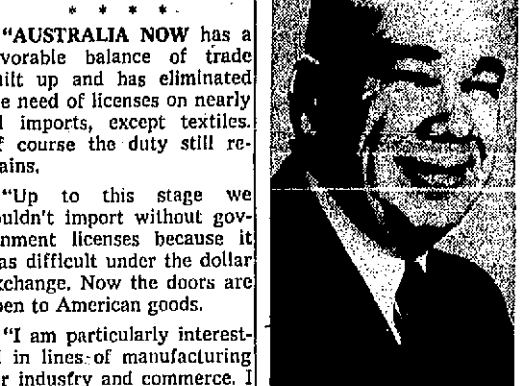 * * * *
"AUSTRALIA NOW has a
vorable balance of trade
uilt up and has eliminated
e need of licenses on nearly
l imports, except textiles.
f course the duty still re-
ains.
"Up to this stage we
ouldn't import without gov-
nment licenses because it
as difficult under the dollar
xchange. Now the doors are
pen to American goods.
"I am particularly interest-
d in lines of manufacturing
r industry and commerce. I